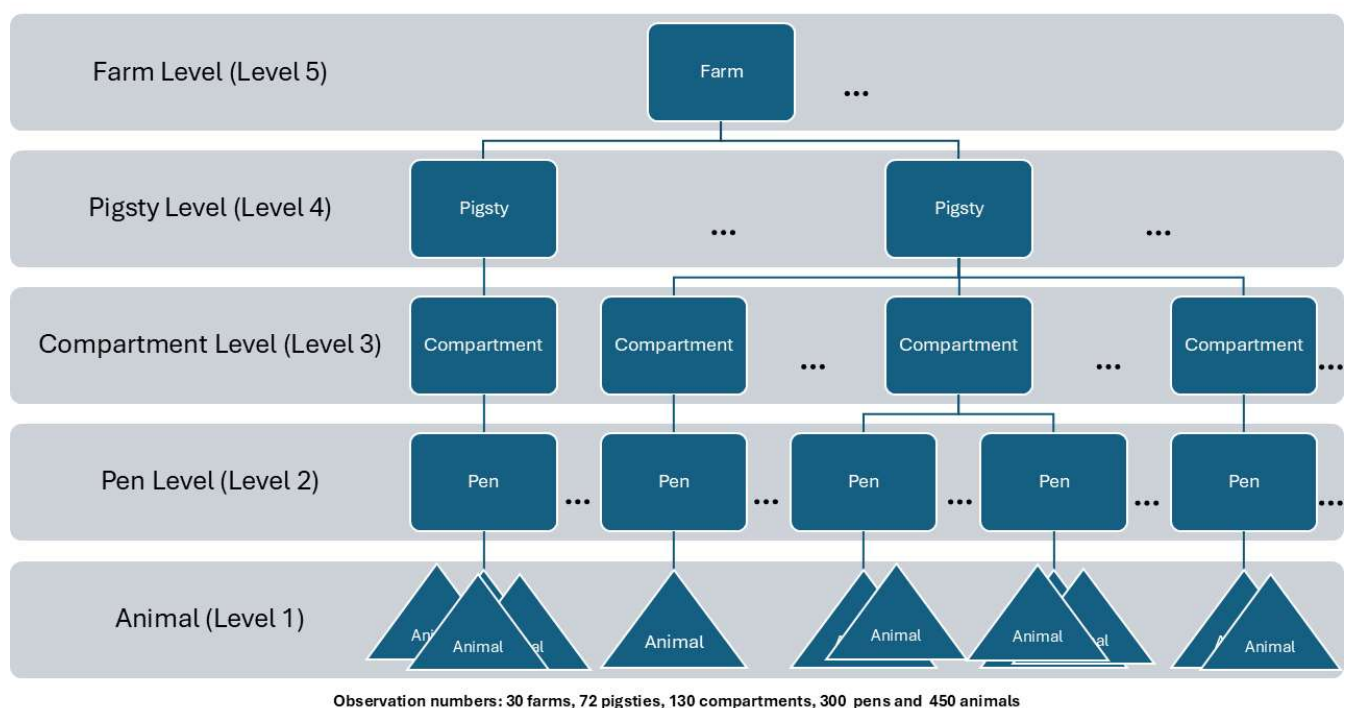 Farm Level (Level 5)
Farm
...
Pigsty Level (Level 4)
Pigsty
...
Pigsty
...
Compartment Level (Level 3)
Compartment
Compartment
...
Compartment
...
Compartment
...
Pen Level (Level 2)
Pen
...
Pen
...
Pen
...
Pen
...
Pen
...
Animal (Level 1)
Animal
Animal
Animal
Animal
Animal
Observation numbers: 30 farms, 72 pigsties, 130 compartments, 300 pens and 450 animals